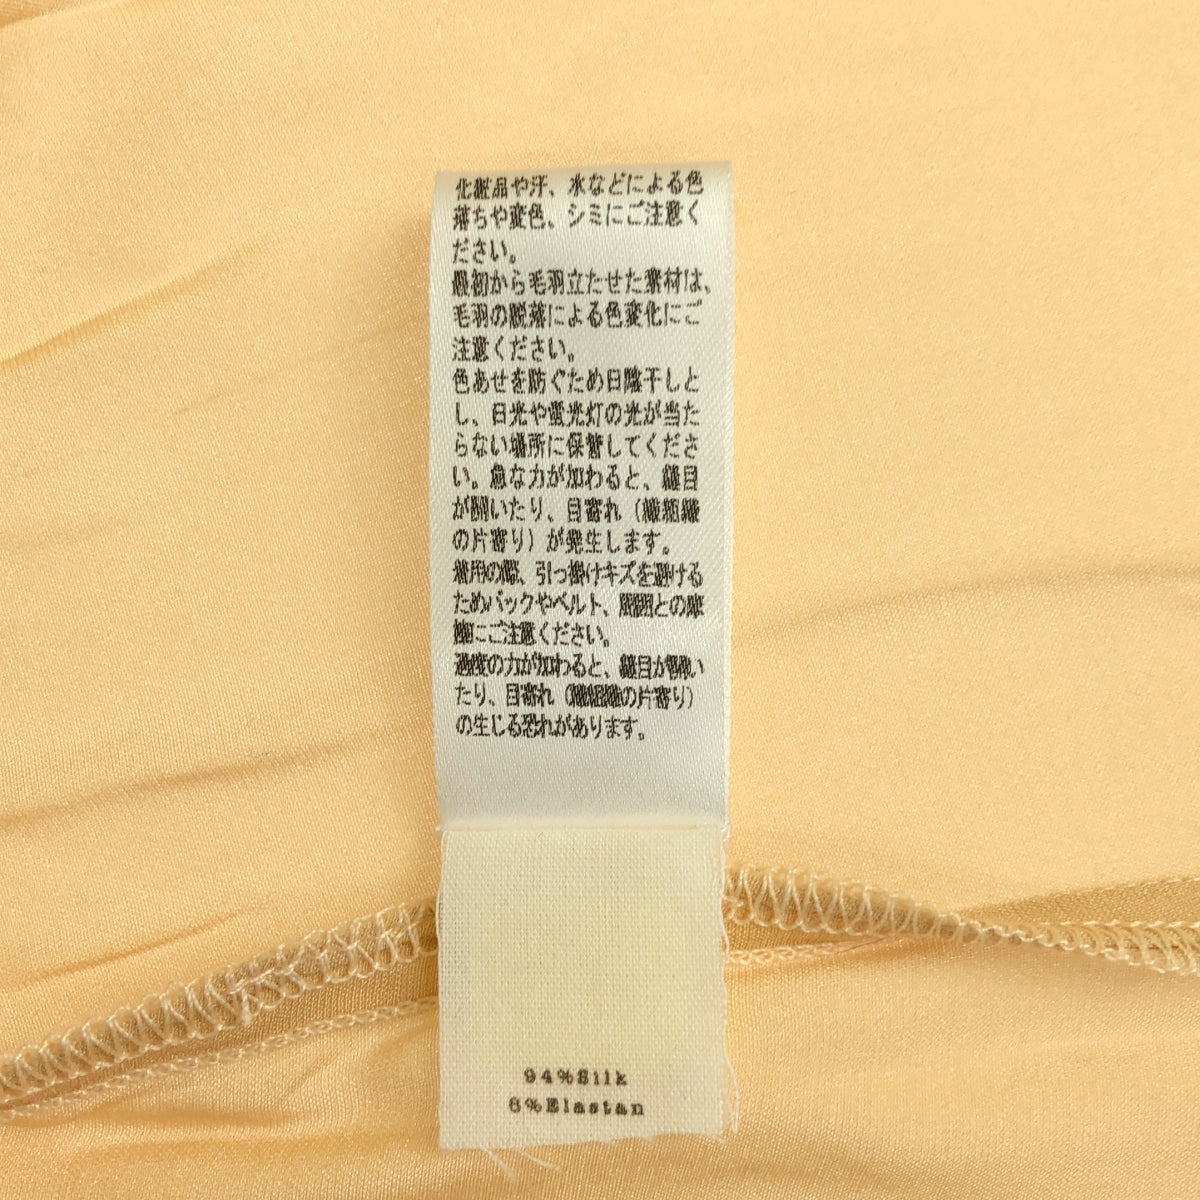 化粧品や汗、水などによる色
落ちや変色、シミにご注意く
ださい。
最初から毛羽立たせた素材は、
毛羽の脱落による色変化にご
注意ください。
色あせを防ぐため日陰干しと
し、日光や蛍光灯の光が当た
らない場所に保管してくださ
い。急な力が加わると、縫目
が開いたり、目寄れ（繊組織
の片寄り）が発生します。
着用の際、引っ掛けキズを避ける
ためバックやベルト、周囲との摩
擦にご注意ください。
過度の力が加わると、縫目が開い
たり、目寄れ（繊組織の片寄り）
の生じる恐れがあります。
94%Silk
6%Elastan